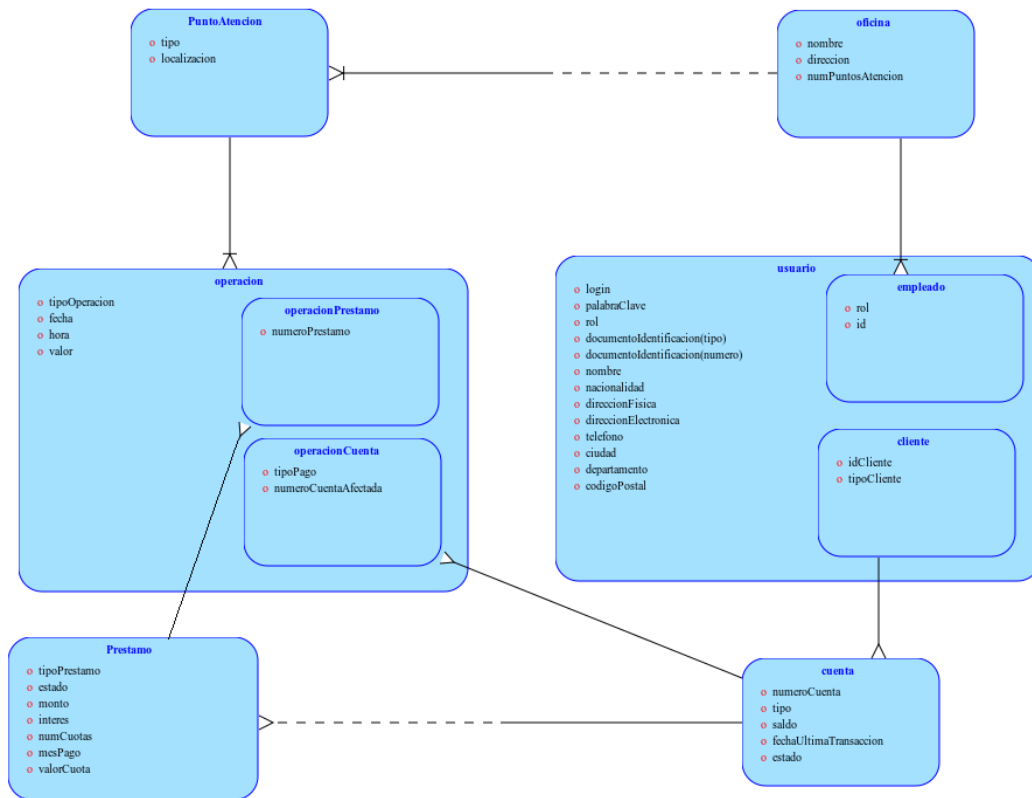 PuntoAtencion
tipo
localizacion
oficina
nombre
direccion
numPuntosAtencion
operacion
tipoOperacion
fecha
hora
valor
operacionPrestamo
numeroPrestamo
operacionCuenta
tipoPago
numeroCuentaAfectada
usuario
login
palabraClave
rol
documentoIdentificacion(tipo)
documentoIdentificacion(numero)
nombre
nacionalidad
direccionFisica
direccionElectronica
telefono
ciudad
departamento
codigoPostal
empleado
rol
id
cliente
idCliente
tipoCliente
Prestamo
tipoPrestamo
estado
monto
interes
numCuotas
mesPago
valorCuota
cuenta
numeroCuenta
tipo
saldo
fechaUltimaTransaccion
estado